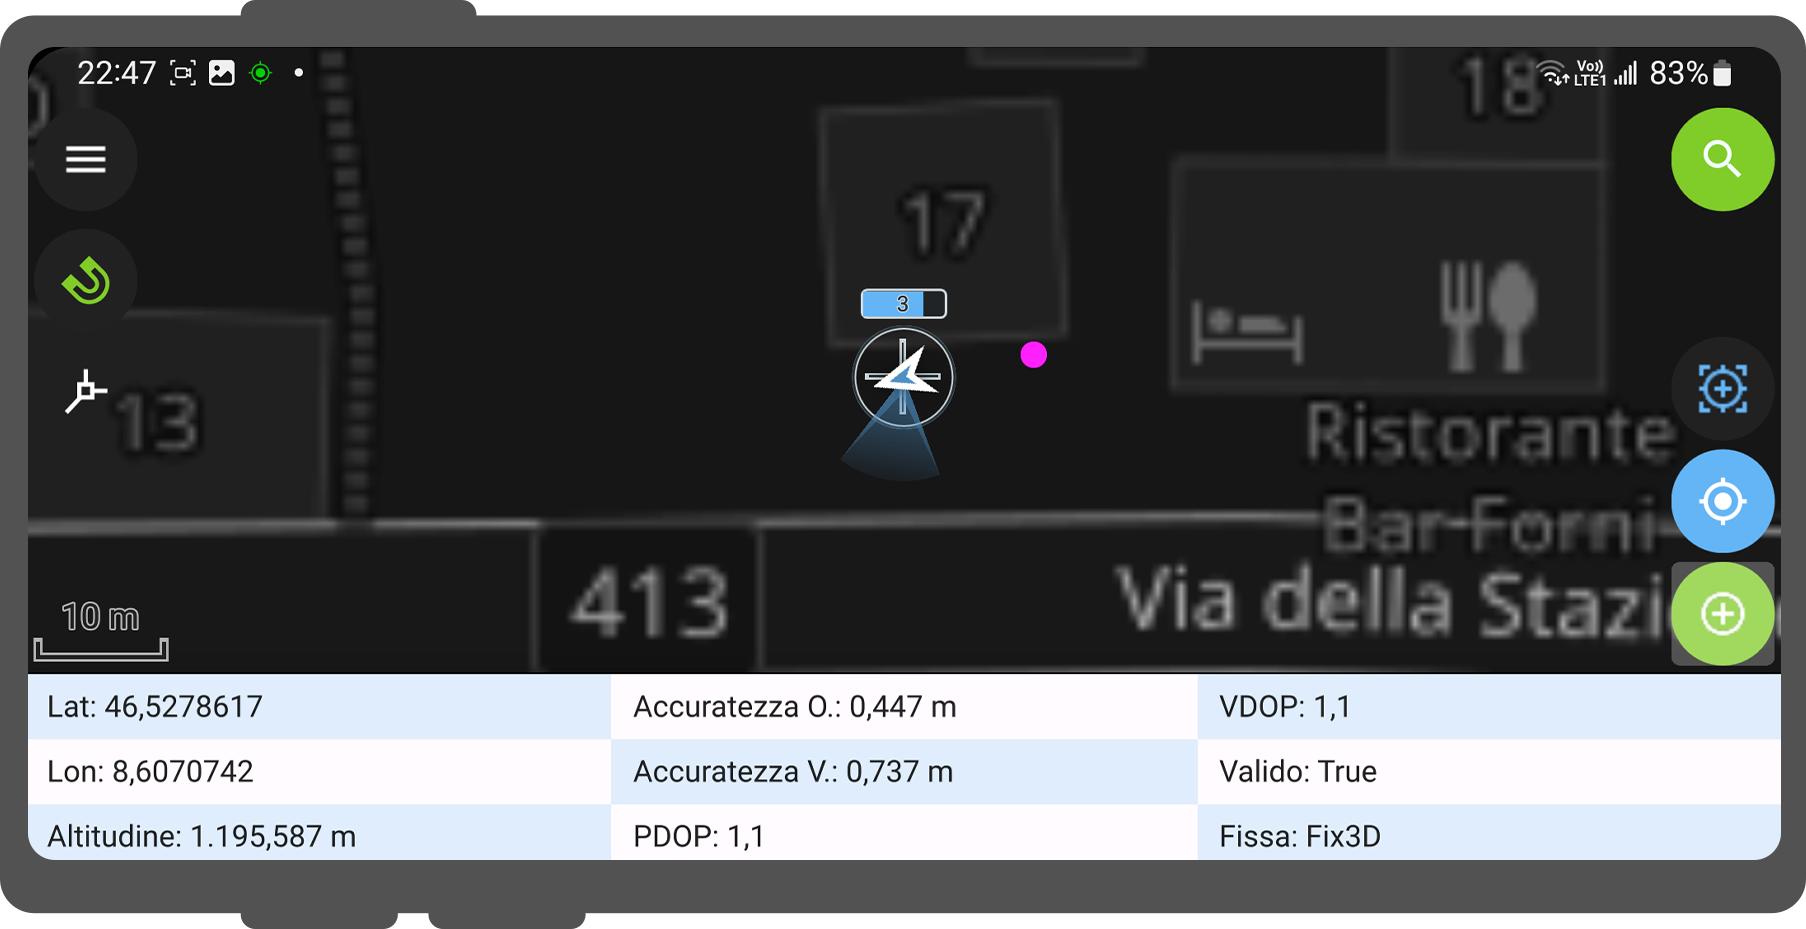 22:47
Vo))
LTE1
83%
18
17
3
13
Ristorante
Bar Forni
10 m
413
Via della Stazi
Lat: 46,5278617
Accuratezza O.: 0,447 m
VDOP: 1,1
Lon: 8,6070742
Accuratezza V.: 0,737 m
Valido: True
Altitudine: 1.195,587 m
PDOP: 1,1
Fissa: Fix3D